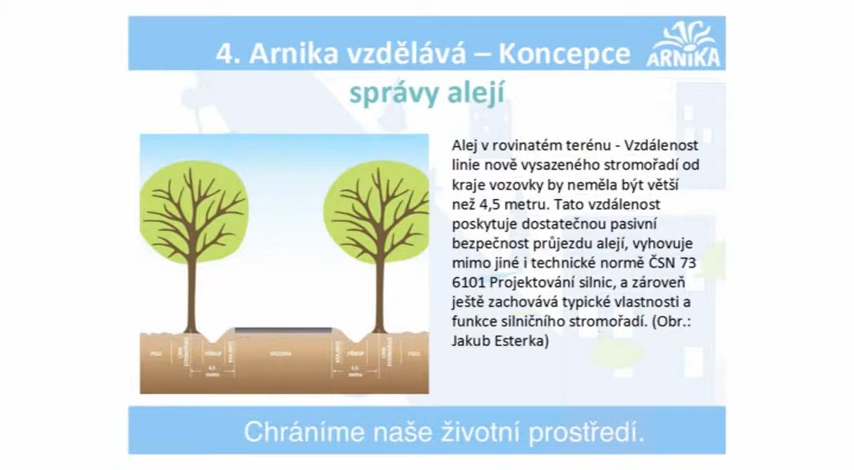 4. Arnika vzdělává – Koncepce
správy alejí
ARNIKA
Alej v rovinatém terénu - Vzdálenost
linie nově vysazeného stromořadí od
kraje vozovky by neměla být větší
než 4,5 metru. Tato vzdálenost
poskytuje dostatečnou pasivní
bezpečnost průjezdu alejí, vyhovuje
mimo jiné i technické normě ČSN 73
6101 Projektování silnic, a zároveň
ještě zachovává typické vlastnosti a
funkce silničního stromořadí. (Obr.:
Jakub Esterka)
Chráníme naše životní prostředí.